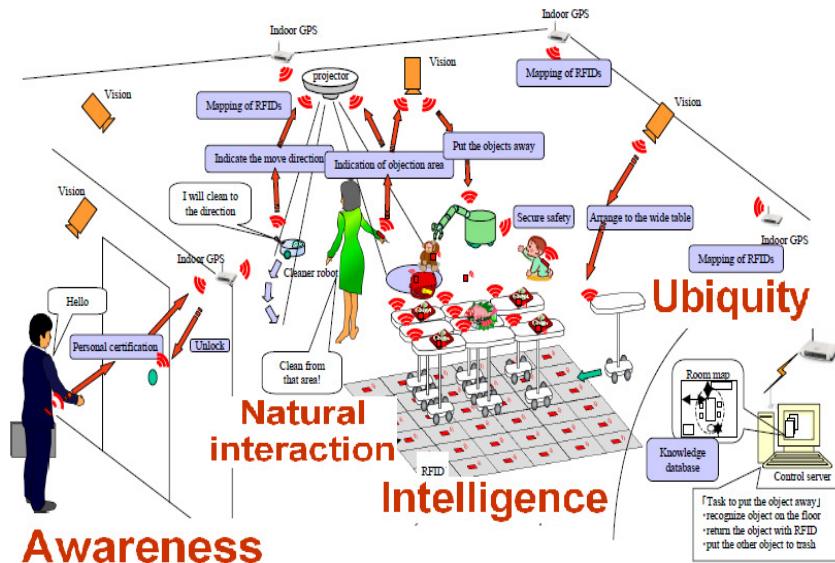 Indoor GPS
Indoor GPS
Vision
Vision
projector
Mapping of RFIDs
Vision
Mapping of RFIDs
Put the objects away
Indicate the move direction
Indication of objection area
Vision
I will clean to
the direction
Secure safety
Arrange to the wide table
Indoor GPS
Cleaner robot
Indoor GPS
Mapping of RFIDs
Ubiquity
Hello
Personal certification
Unlock
Clean from
that area!
Room map
Natural
interaction
RFID
Knowledge
database
Control server
Intelligence
「Task to put the object away」
・recognize object on the floor
・return the object with RFID
・put the other object to trash
Awareness